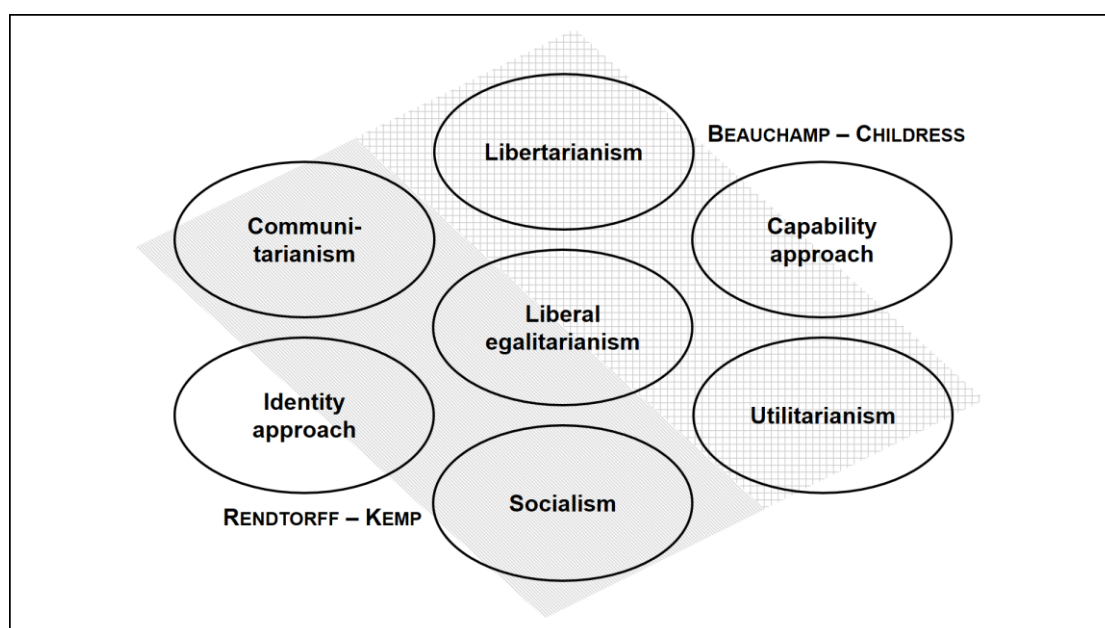 Libertarianism
BEAUCHAMP – CHILDRESS
Communi-
tarianism
Capability
approach
Liberal
egalitarianism
Identity
approach
Utilitarianism
Socialism
RENDTORFF – KEMP